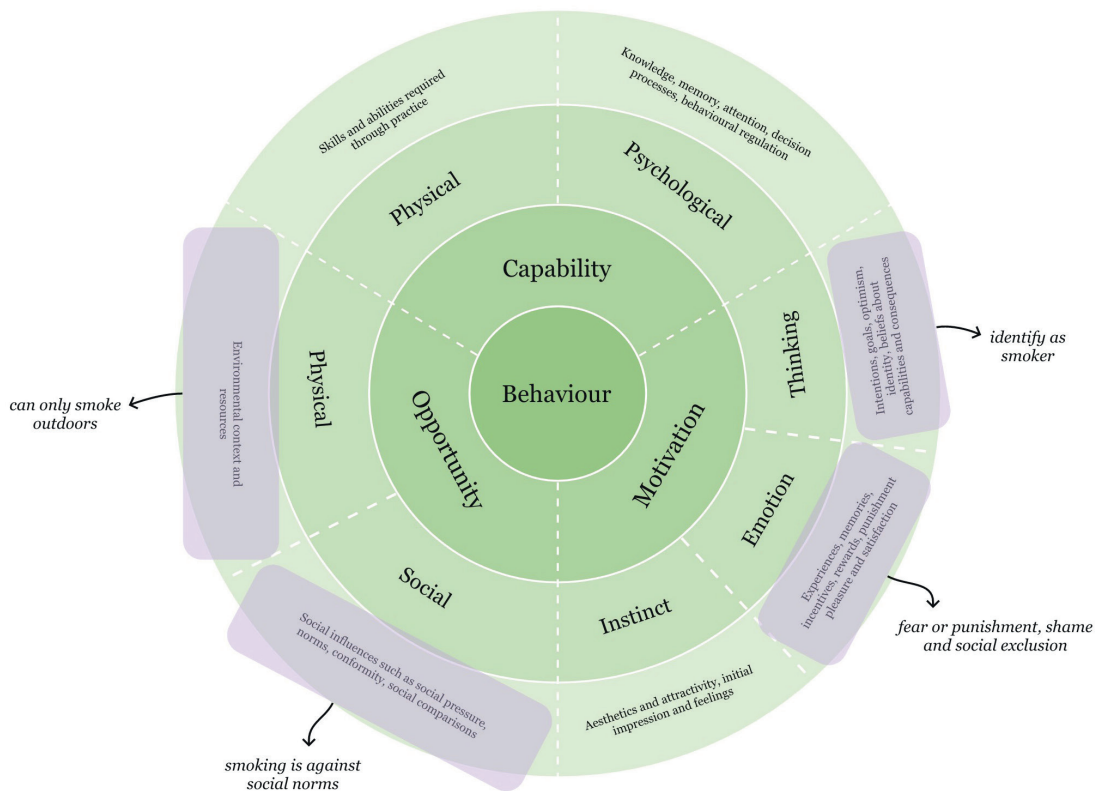 Knowledge, memory, attention, decision
processes, behavioural regulation
Skills and abilities required
through practice
Psychological
Physical
Capability
Intentions, goals, optimism,
identity, beliefs about
capabilities and consequences
identify as
smoker
Thinking
Physical
Environmental context and
resources
can only smoke
outdoors
Behaviour
Opportunity
Motivation
Emotion
Experiences, memories,
incentives, rewards, punishment
pleasure and satisfaction
fear or punishment, shame
and social exclusion
Social
Instinct
Social influences such as social pressure,
norms, conformity, social comparisons
Aesthetics and attractivity, initial
impression and feelings
smoking is against
social norms